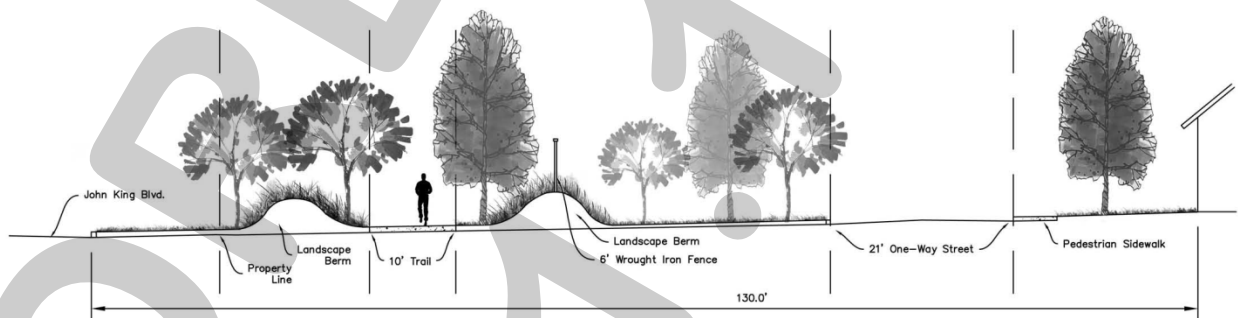 John King Blvd.
Property
Line
Landscape
Berm
10' Trail
Landscape Berm
6' Wrought Iron Fence
21' One-Way Street
Pedestrian Sidewalk
130.0'